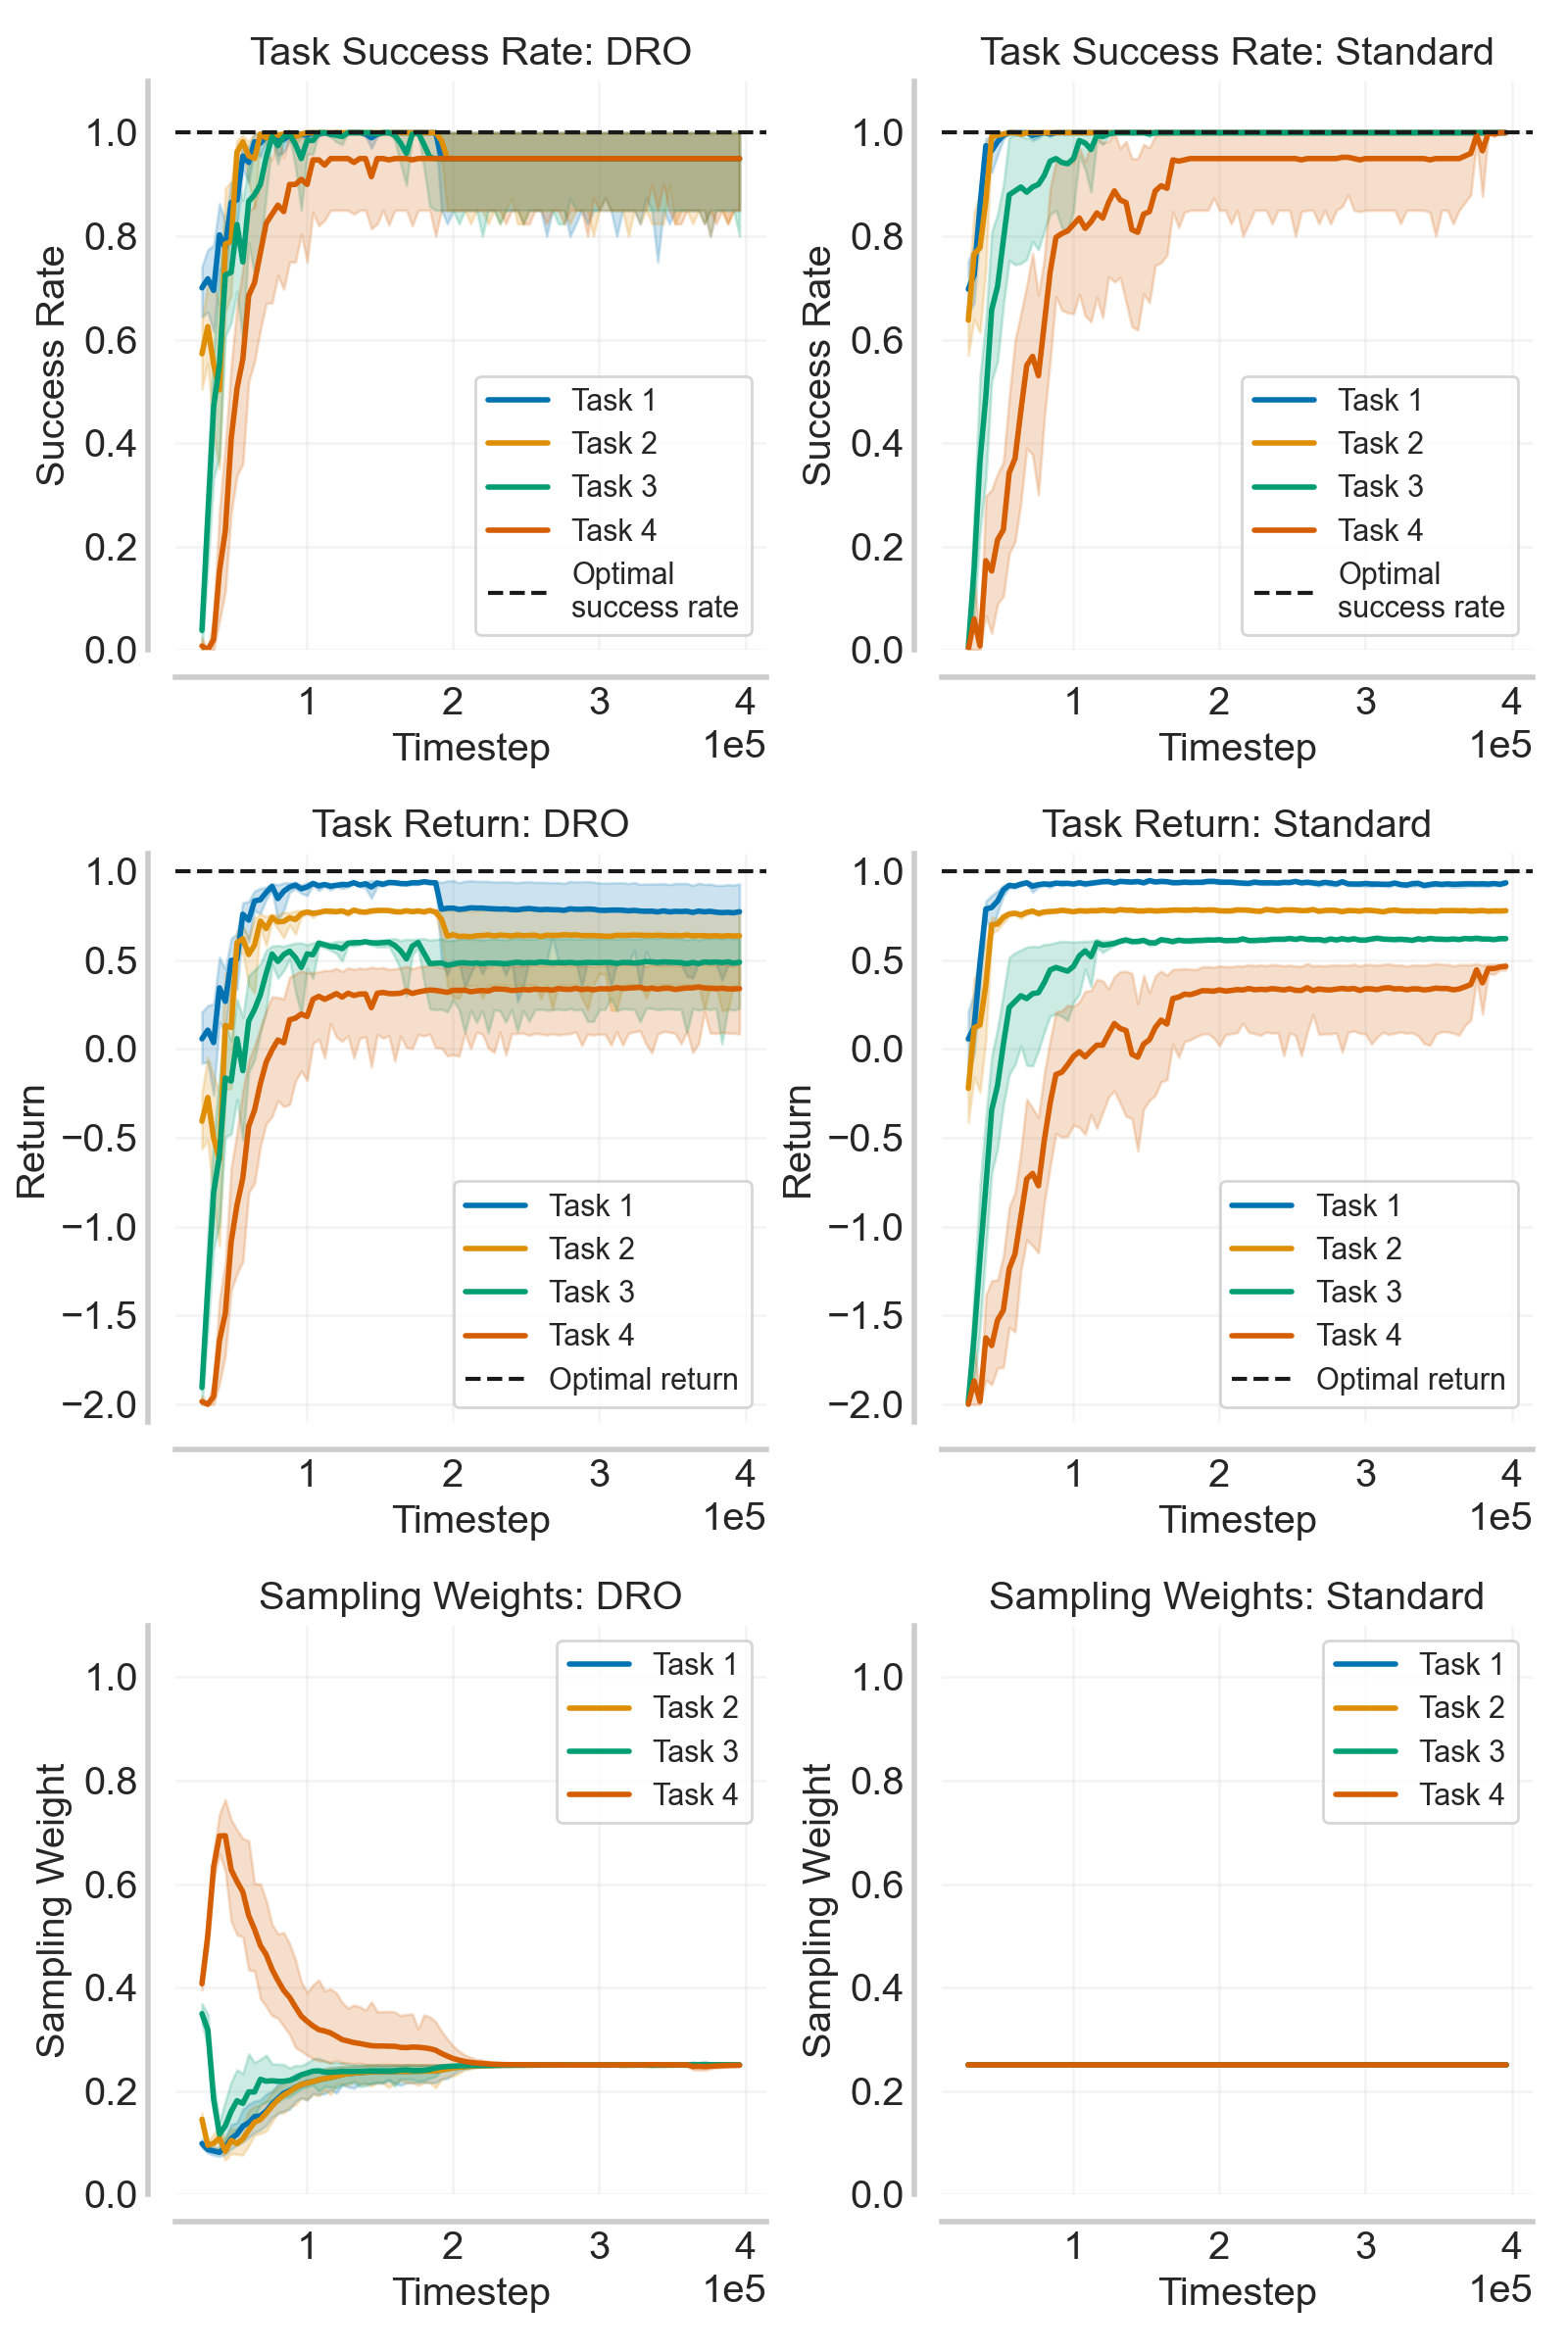 Task Success Rate: DRO
1.0
0.8
0.6
0.4
0.2
0.0
Success Rate
Task 1
Task 2
Task 3
Task 4
Optimal
success rate
1 2 3 4
1e5
Timestep
Task Success Rate: Standard
1.0
0.8
0.6
0.4
0.2
0.0
Success Rate
Task 1
Task 2
Task 3
Task 4
Optimal
success rate
1 2 3 4
1e5
Timestep
Task Return: DRO
1.0
0.5
0.0
−0.5
−1.0
−1.5
−2.0
Return
Task 1
Task 2
Task 3
Task 4
Optimal return
1 2 3 4
1e5
Timestep
Task Return: Standard
1.0
0.5
0.0
−0.5
−1.0
−1.5
−2.0
Return
Task 1
Task 2
Task 3
Task 4
Optimal return
1 2 3 4
1e5
Timestep
Sampling Weights: DRO
1.0
0.8
0.6
0.4
0.2
0.0
Sampling Weight
Task 1
Task 2
Task 3
Task 4
1 2 3 4
1e5
Timestep
Sampling Weights: Standard
1.0
0.8
0.6
0.4
0.2
0.0
Sampling Weight
Task 1
Task 2
Task 3
Task 4
1 2 3 4
1e5
Timestep